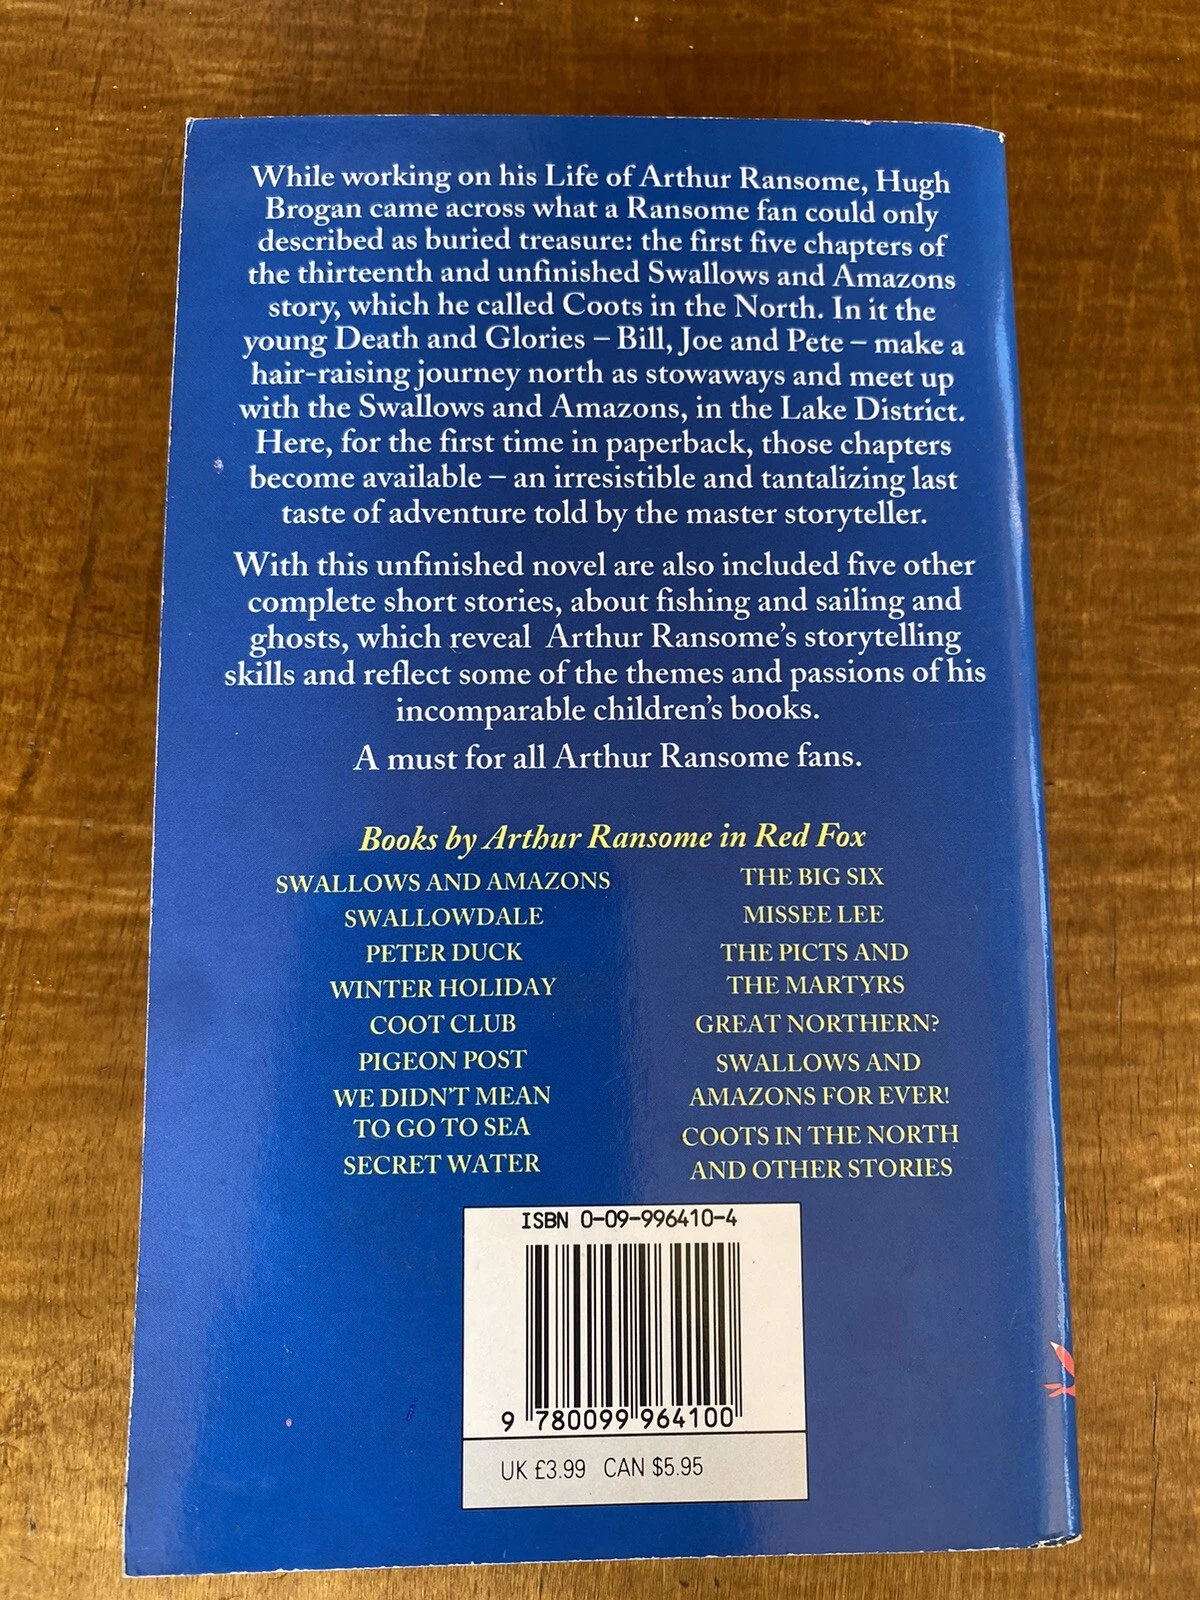 While working on his Life of Arthur Ransome, Hugh
Brogan came across what a Ransome fan could only
described as buried treasure: the first five chapters of
the thirteenth and unfinished Swallows and Amazons
story, which he called Coots in the North. In it the
young Death and Glories – Bill, Joe and Pete – make a
hair-raising journey north as stowaways and meet up
with the Swallows and Amazons, in the Lake District.
Here, for the first time in paperback, those chapters
become available – an irresistible and tantalizing last
taste of adventure told by the master storyteller.
With this unfinished novel are also included five other
complete short stories, about fishing and sailing and
ghosts, which reveal Arthur Ransome's storytelling
skills and reflect some of the themes and passions of his
incomparable children's books.
A must for all Arthur Ransome fans.
Books by Arthur Ransome in Red Fox
SWALLOWS AND AMAZONS
SWALLOWDALE
PETER DUCK
WINTER HOLIDAY
COOT CLUB
PIGEON POST
WE DIDN'T MEAN
TO GO TO SEA
SECRET WATER
THE BIG SIX
MISSEE LEE
THE PICTS AND
THE MARTYRS
GREAT NORTHERN?
SWALLOWS AND
AMAZONS FOR EVER!
COOTS IN THE NORTH
AND OTHER STORIES
ISBN 0-09-996410-4
9 780099 964100
UK £3.99 CAN $5.95